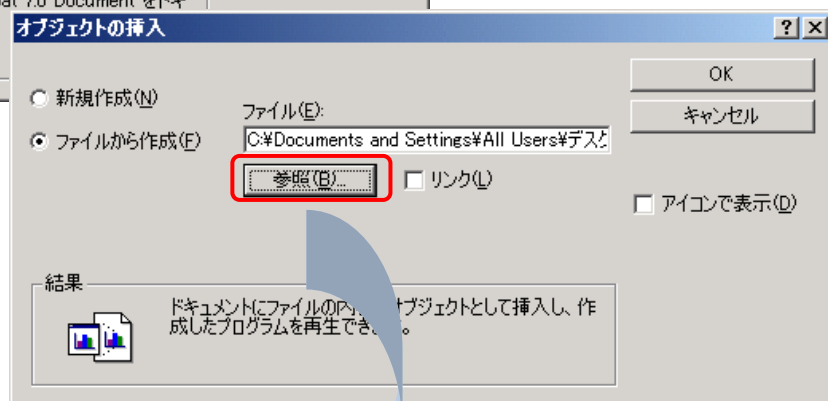 7.0 Document をドキ
オブジェクトの挿入
新規作成(N)
ファイルから作成(F)
ファイル(E):
C:¥Documents and Settings¥All Users¥デスク
参照(B)...
リンク(L)
OK
キャンセル
アイコンで表示(D)
結果
ドキュメントにファイルの内 オブジェクトとして挿入し、作
成したプログラムを再生でき 。